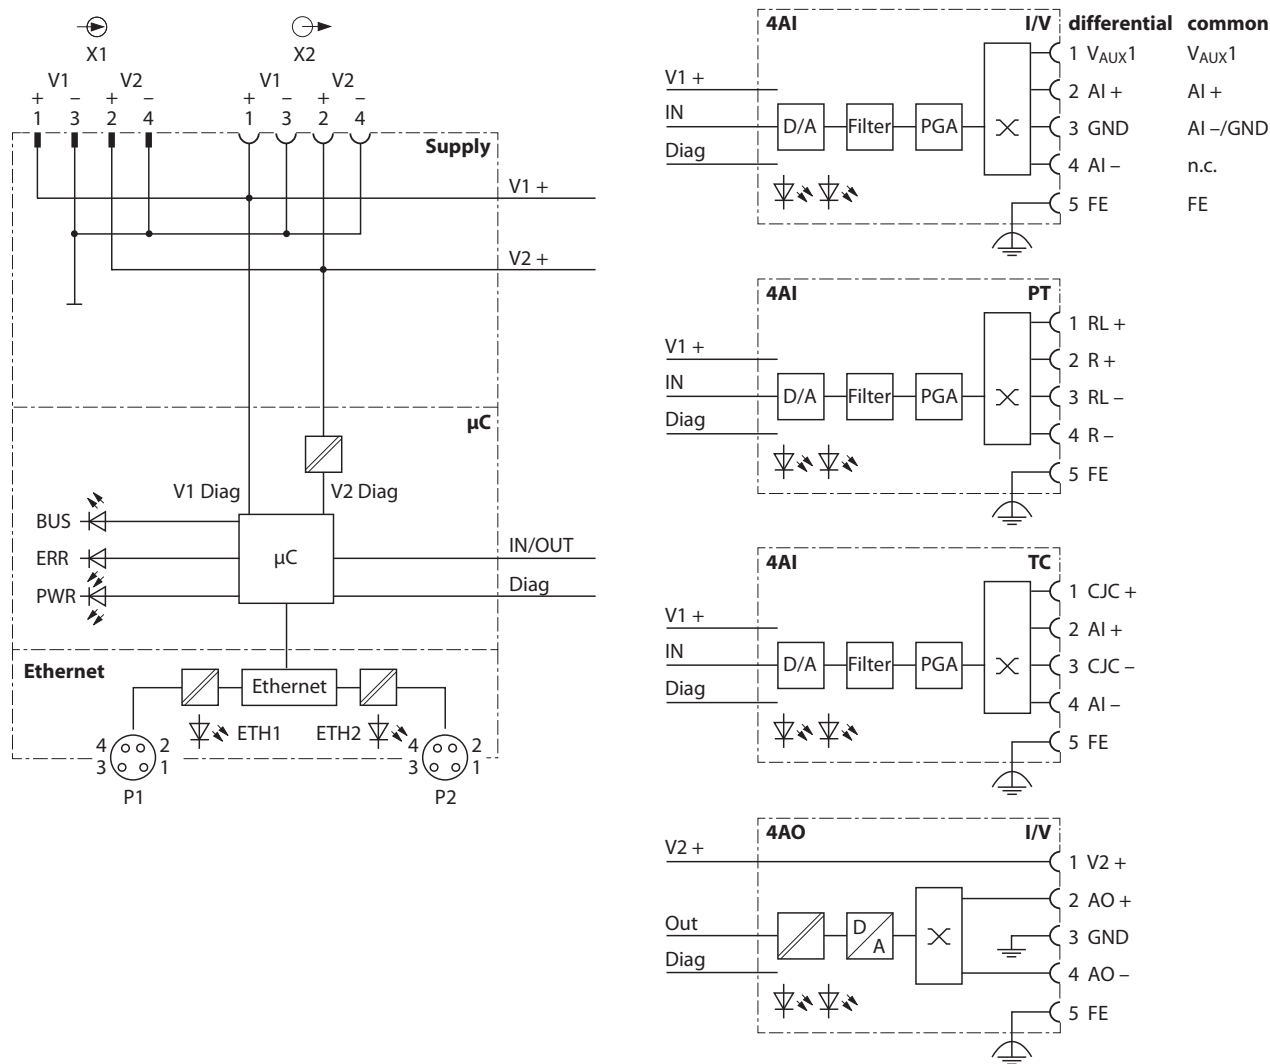 X1 X2
V1 V2 V1 V2
+ – + – + – + –
1 3 2 4 1 3 2 4
Supply
V1 +
V2 +
µC
V1 Diag V2 Diag
BUS
ERR
PWR
µC
IN/OUT
Diag
Ethernet
Ethernet
ETH1 ETH2
4 2 4 2
3 1 3 1
P1 P2
4AI I/V differential common
1 VAUX1 VAUX1
V1 +
2 AI + AI +
IN
D/A Filter PGA
3 GND AI –/GND
Diag
4 AI – n.c.
5 FE FE
4AI PT
1 RL +
V1 +
2 R +
IN
D/A Filter PGA
3 RL –
Diag
4 R –
5 FE
4AI TC
1 CJC +
V1 +
2 AI +
IN
D/A Filter PGA
3 CJC –
Diag
4 AI –
5 FE
4AO I/V
V2 +
1 V2 +
2 AO +
Out
D
A
3 GND
Diag
4 AO –
5 FE